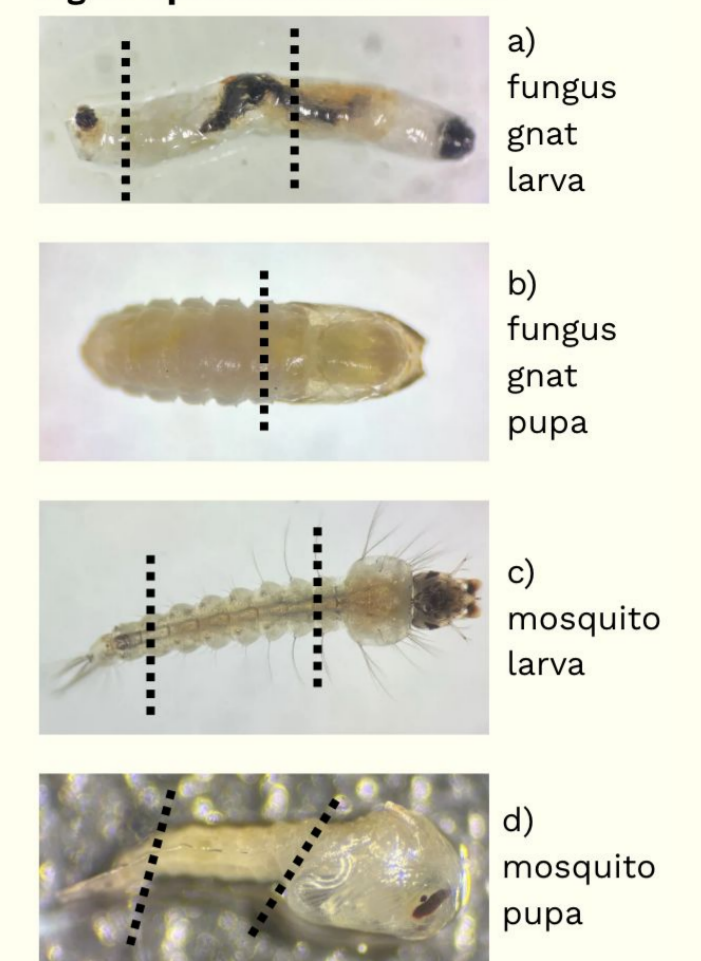 a)
fungus
gnat
larva
b)
fungus
gnat
pupa
c)
mosquito
larva
d)
mosquito
pupa